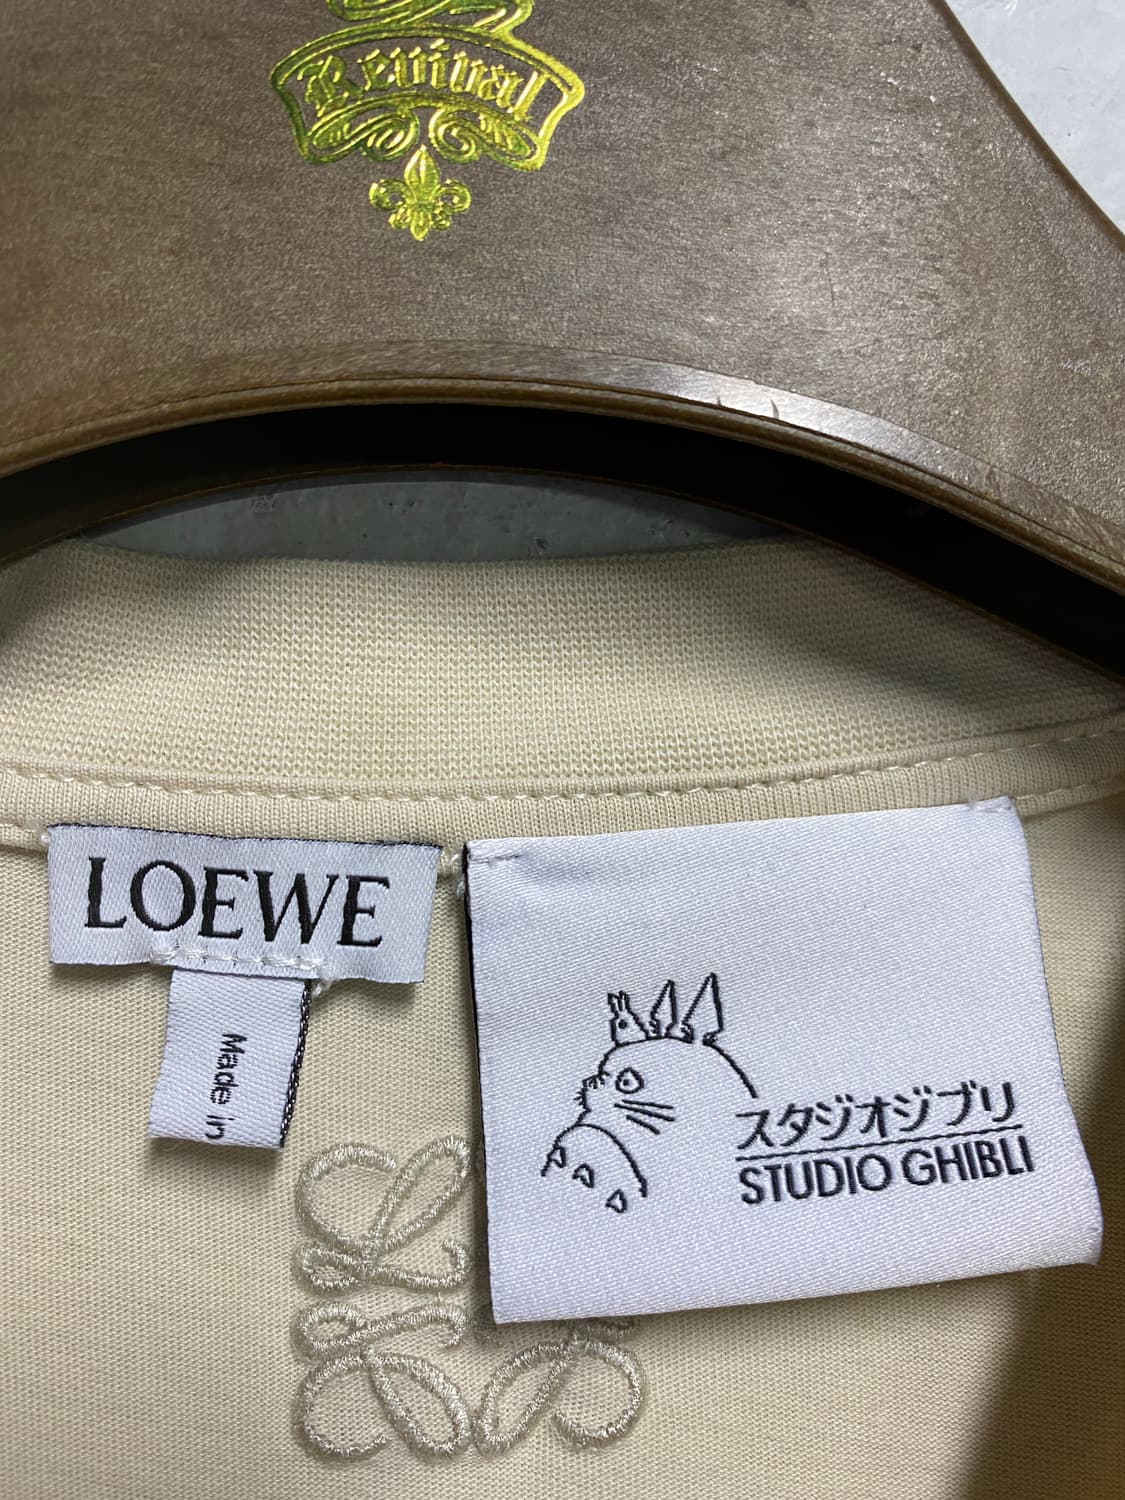 Revival
LOEWE
Made in
スタジオジブリ
STUDIO GHIBLI